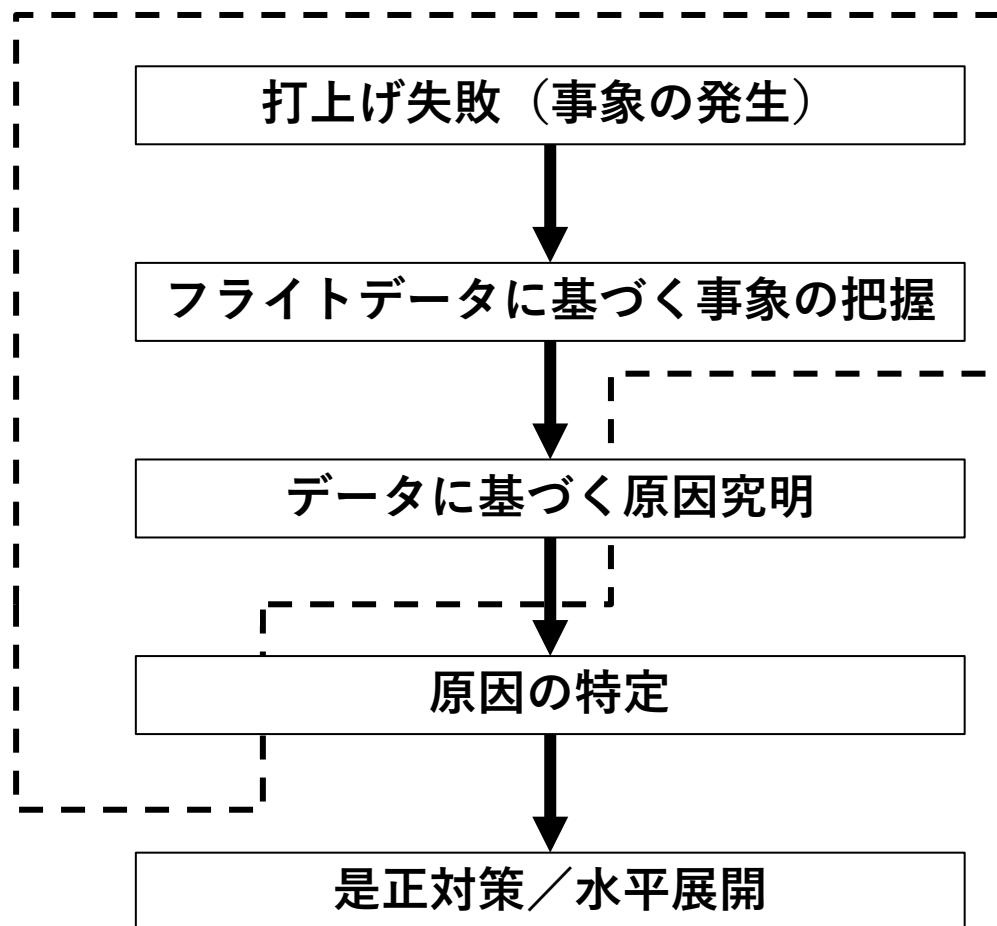 打上げ失敗（事象の発生）
フライトデータに基づく事象の把握
データに基づく原因究明
原因の特定
是正対策／水平展開